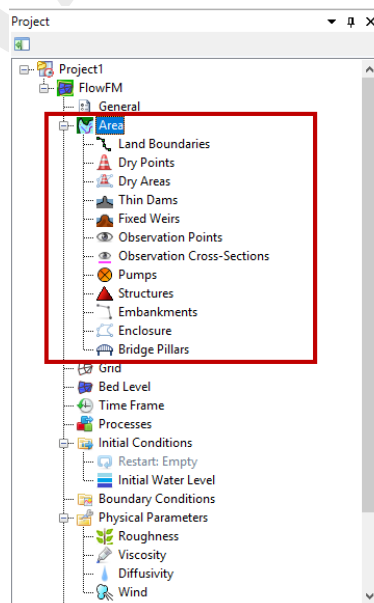 Project
Project1
FlowFM
General
Area
Land Boundaries
Dry Points
Dry Areas
Thin Dams
Fixed Weirs
Observation Points
Observation Cross-Sections
Pumps
Structures
Embankments
Enclosure
Bridge Pillars
Grid
Bed Level
Time Frame
Processes
Initial Conditions
Restart: Empty
Initial Water Level
Boundary Conditions
Physical Parameters
Roughness
Viscosity
Diffusivity
Wind